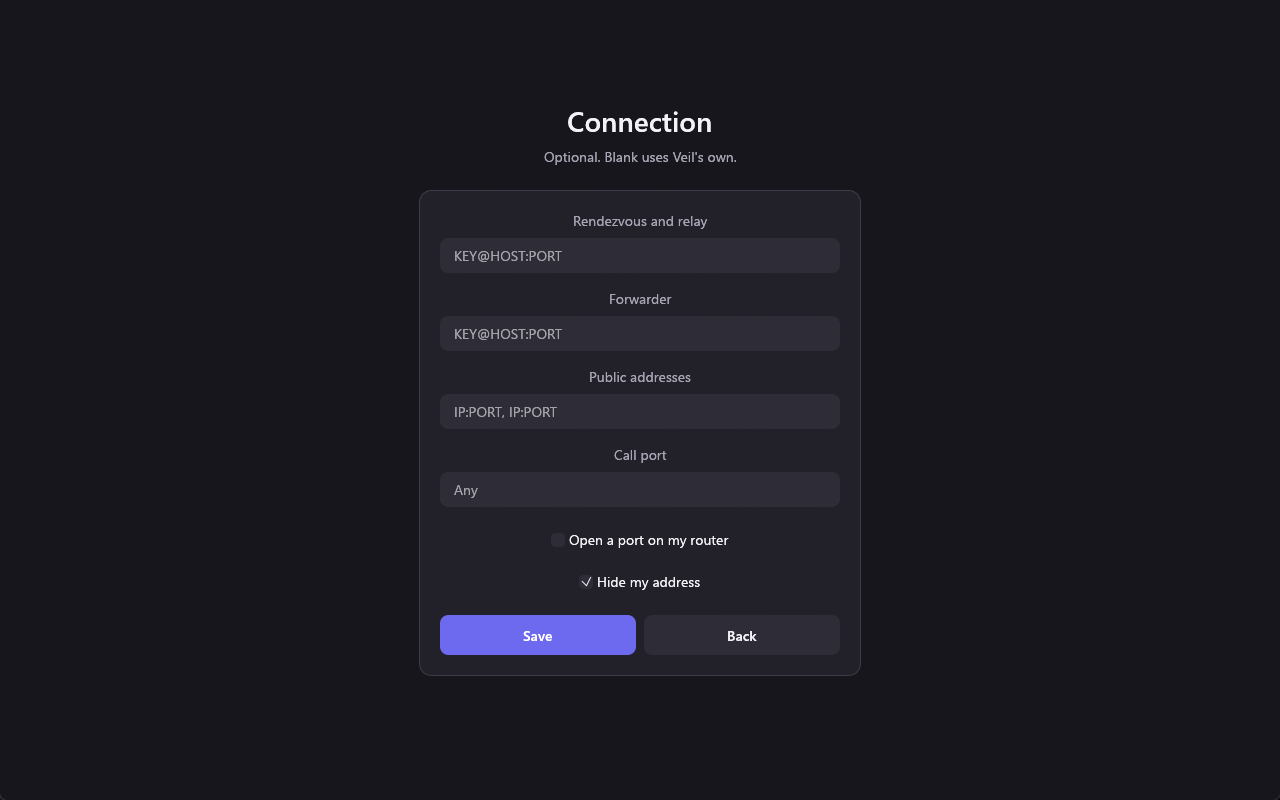 Connection
Optional. Blank uses Veil's own.
Rendezvous and relay
KEY@HOST:PORT
Forwarder
KEY@HOST:PORT
Public addresses
IP:PORT, IP:PORT
Call port
Any
Open a port on my router
Hide my address
Save
Back